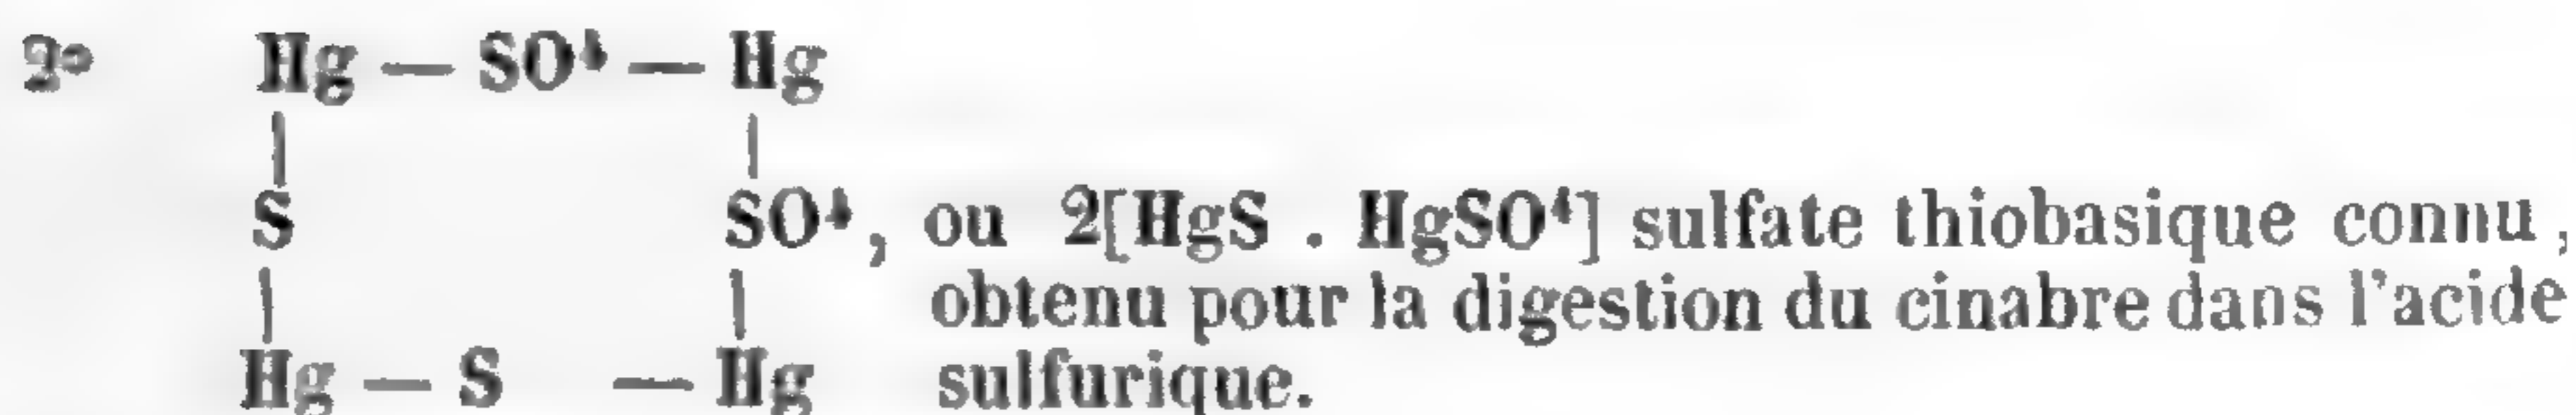 2° Hg — SO⁴ — Hg
| |
S SO⁴, ou 2[HgS . HgSO⁴] sulfate thiobasique connu,
| | obtenu pour la digestion du cinabre dans l'acide
Hg — S — Hg sulfurique.